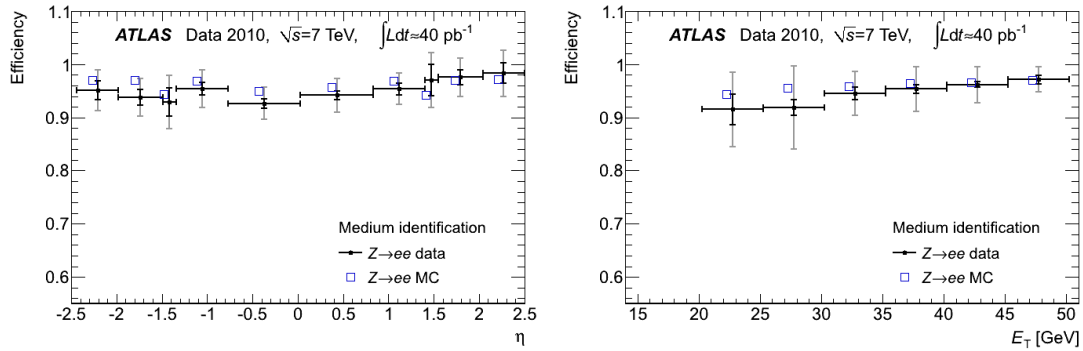 Efficiency
1.1
1
0.9
0.8
0.7
0.6
ATLAS Data 2010, √s=7 TeV, ∫Ldt≈40 pb⁻¹
Medium identification
Z→ee data
Z→ee MC
-2.5 -2 -1.5 -1 -0.5 0 0.5 1 1.5 2 2.5
η
Efficiency
1.1
1
0.9
0.8
0.7
0.6
ATLAS Data 2010, √s=7 TeV, ∫Ldt≈40 pb⁻¹
Medium identification
Z→ee data
Z→ee MC
15 20 25 30 35 40 45 50
E_T [GeV]